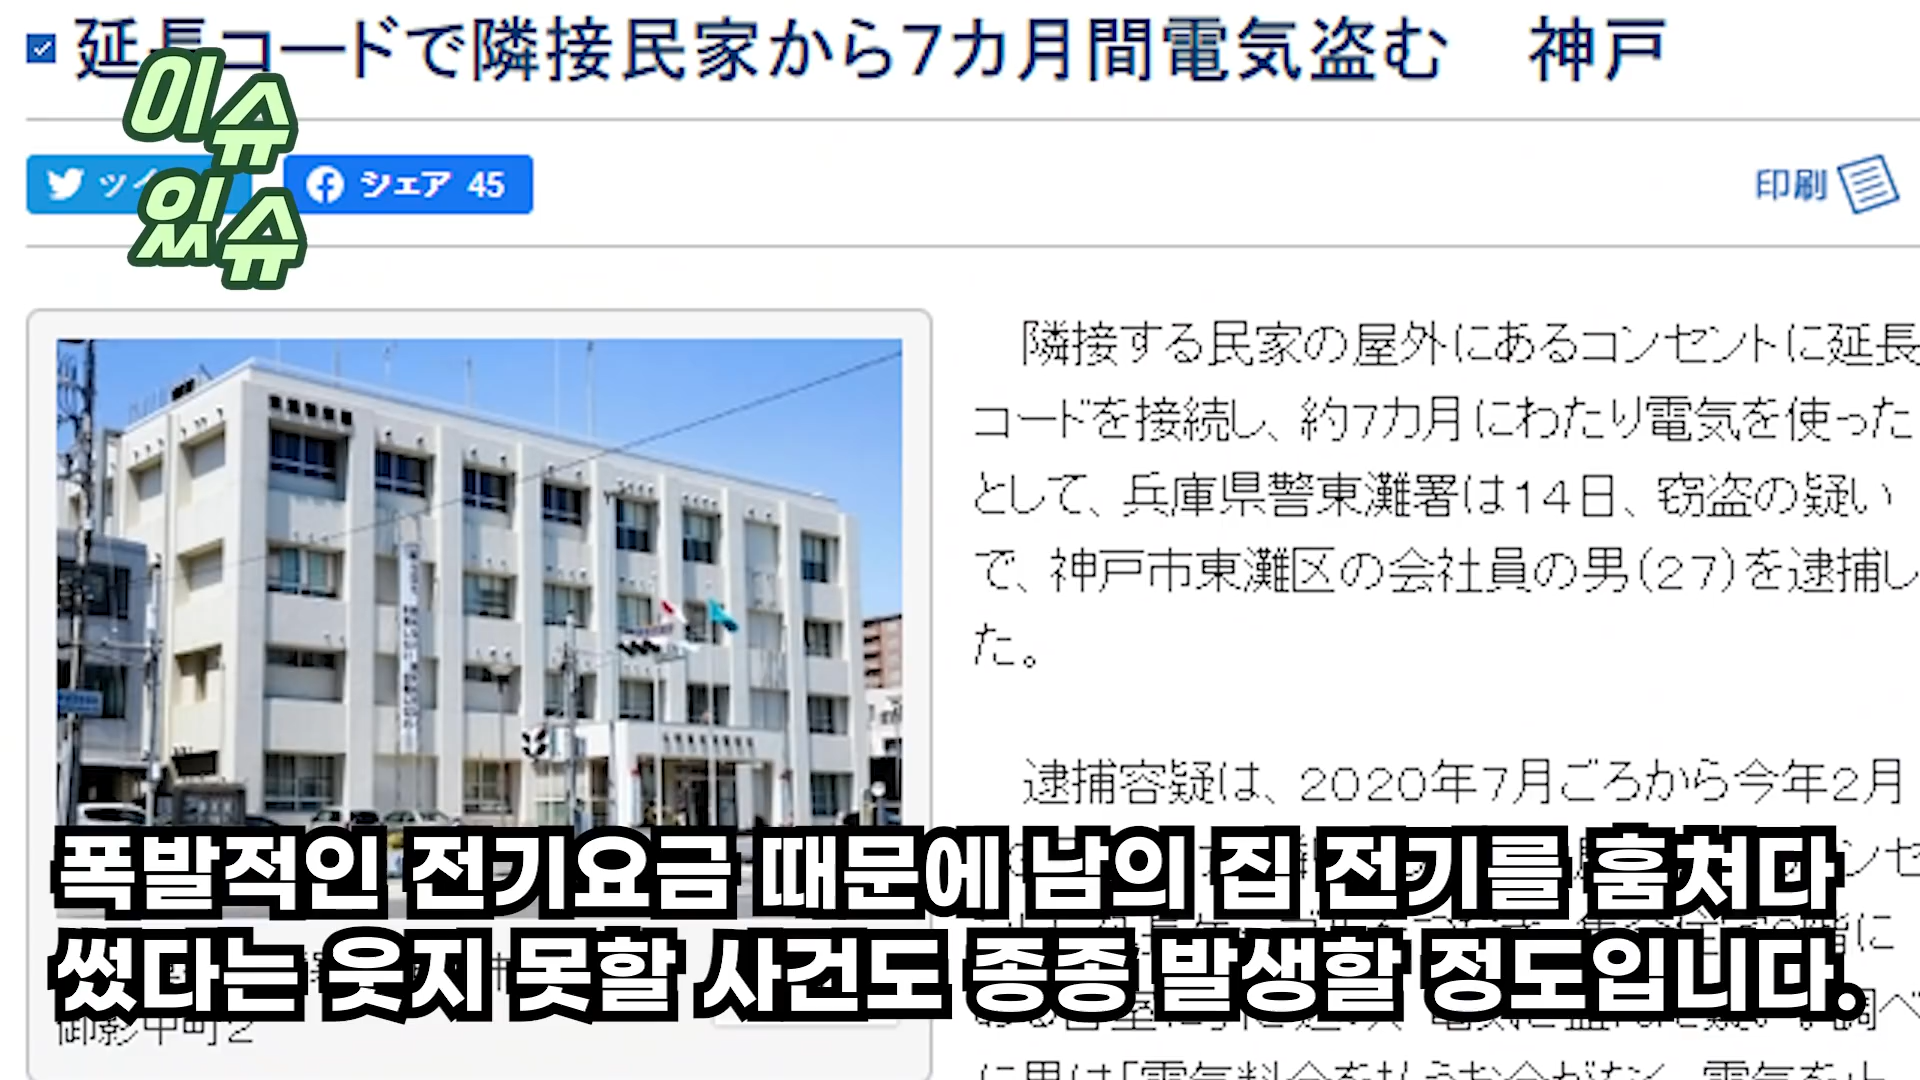 延長コードで隣接民家から7カ月間電気盗む 神戸
이슈
있슈
シェア 45
印刷
隣接する民家の屋外にあるコンセントに延長
コードを接続し、約7カ月にわたり電気を使った
として、兵庫県警東灘署は14日、窃盗の疑い
で、神戸市東灘区の会社員の男(27)を逮捕し
た。
逮捕容疑は、2020年7月ごろから今年2月
폭발적인 전기요금 때문에 남의 집 전기를 훔쳐다
썼다는 웃지 못할 사건도 종종 발생할 정도입니다.
御影中町2